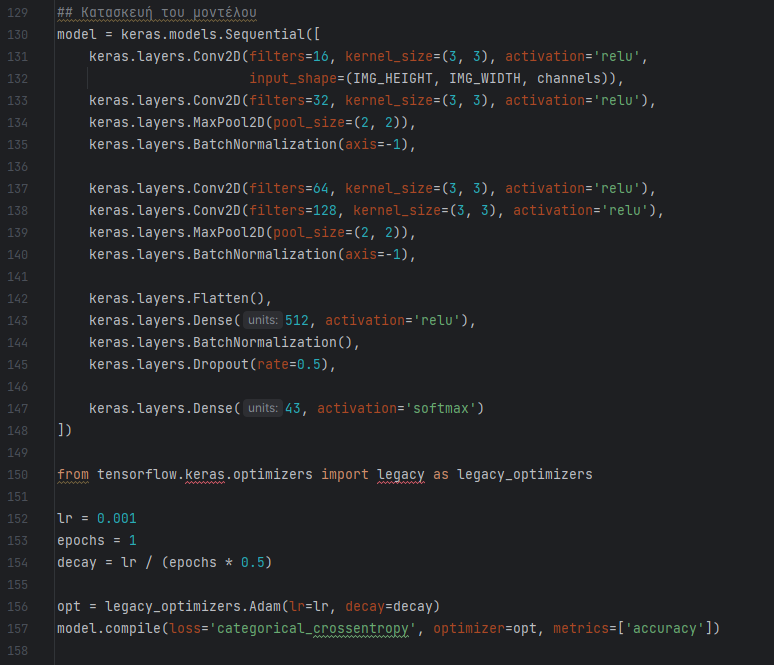 129 ## Κατασκευή του μοντέλου
130 model = keras.models.Sequential([
131     keras.layers.Conv2D(filters=16, kernel_size=(3, 3), activation='relu',
132                         input_shape=(IMG_HEIGHT, IMG_WIDTH, channels)),
133     keras.layers.Conv2D(filters=32, kernel_size=(3, 3), activation='relu'),
134     keras.layers.MaxPool2D(pool_size=(2, 2)),
135     keras.layers.BatchNormalization(axis=-1),
136
137     keras.layers.Conv2D(filters=64, kernel_size=(3, 3), activation='relu'),
138     keras.layers.Conv2D(filters=128, kernel_size=(3, 3), activation='relu'),
139     keras.layers.MaxPool2D(pool_size=(2, 2)),
140     keras.layers.BatchNormalization(axis=-1),
141
142     keras.layers.Flatten(),
143     keras.layers.Dense( units: 512, activation='relu'),
144     keras.layers.BatchNormalization(),
145     keras.layers.Dropout(rate=0.5),
146
147     keras.layers.Dense( units: 43, activation='softmax')
148 ])
149
150 from tensorflow.keras.optimizers import legacy as legacy_optimizers
151
152 lr = 0.001
153 epochs = 1
154 decay = lr / (epochs * 0.5)
155
156 opt = legacy_optimizers.Adam(lr=lr, decay=decay)
157 model.compile(loss='categorical_crossentropy', optimizer=opt, metrics=['accuracy'])
158